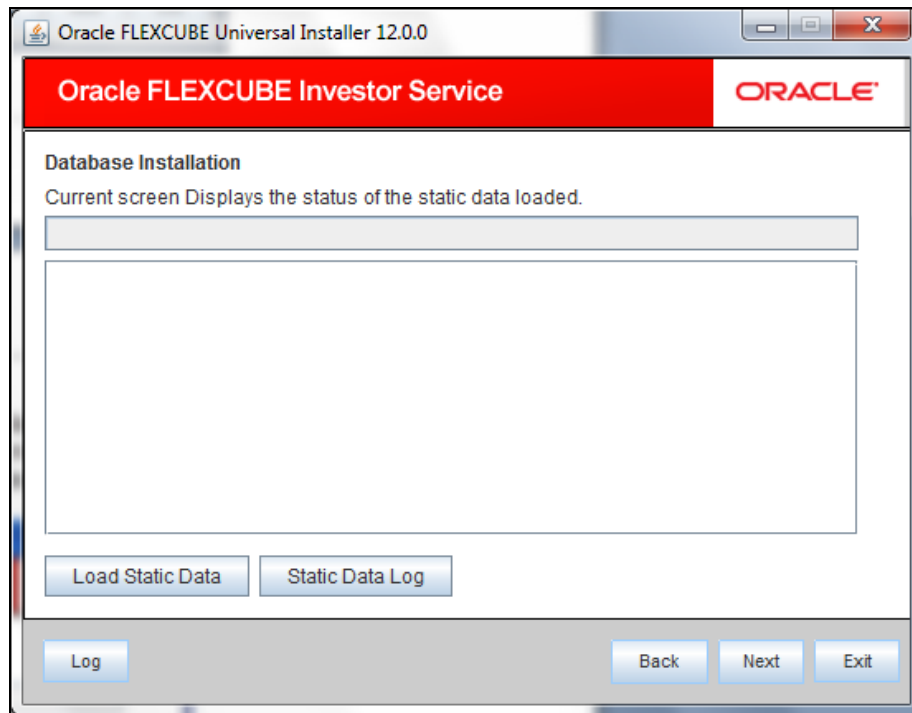 Oracle FLEXCUBE Universal Installer 12.0.0
Oracle FLEXCUBE Investor Service
ORACLE
Database Installation
Current screen Displays the status of the static data loaded.
Load Static Data
Static Data Log
Log
Back
Next
Exit